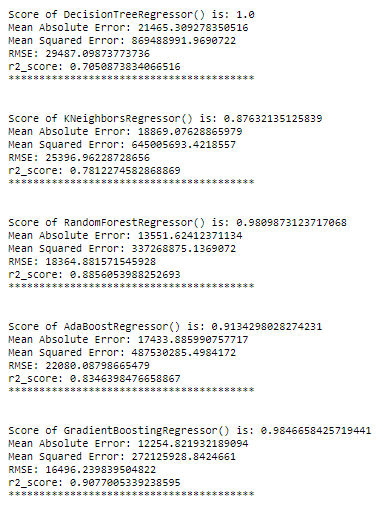 Score of DecisionTreeRegressor() is: 1.0
Mean Absolute Error: 21465.309278350516
Mean Squared Error: 869488991.9690722
RMSE: 29487.09873773736
r2_score: 0.7050873834066516
****************************************
Score of KNeighborsRegressor() is: 0.87632135125839
Mean Absolute Error: 18869.07628865979
Mean Squared Error: 645005693.4218557
RMSE: 25396.96228728656
r2_score: 0.7812274582868869
****************************************
Score of RandomForestRegressor() is: 0.9809873123717068
Mean Absolute Error: 13551.62412371134
Mean Squared Error: 337268875.1369072
RMSE: 18364.881571545928
r2_score: 0.8856053988252693
****************************************
Score of AdaBoostRegressor() is: 0.9134298028274231
Mean Absolute Error: 17433.885990757717
Mean Squared Error: 487530285.4984172
RMSE: 22080.08798665479
r2_score: 0.8346398476658867
****************************************
Score of GradientBoostingRegressor() is: 0.9846658425719441
Mean Absolute Error: 12254.821932189094
Mean Squared Error: 272125928.8424661
RMSE: 16496.239839504822
r2_score: 0.9077005339238595
****************************************